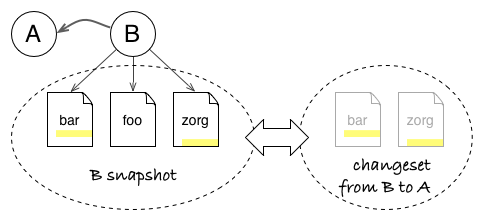 A
B
bar
foo
zorg
bar
zorg
B snapshot
changeset
from B to A